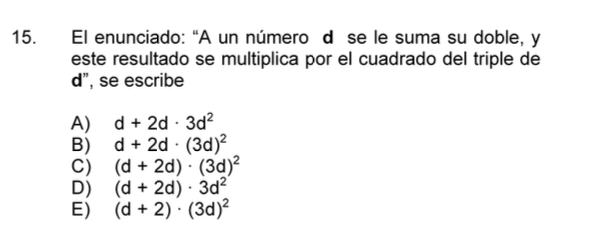 15. El enunciado: “A un número d se le suma su doble, y
este resultado se multiplica por el cuadrado del triple de
d”, se escribe
A) d + 2d · 3d²
B) d + 2d · (3d)²
C) (d + 2d) · (3d)²
D) (d + 2d) · 3d²
E) (d + 2) · (3d)²